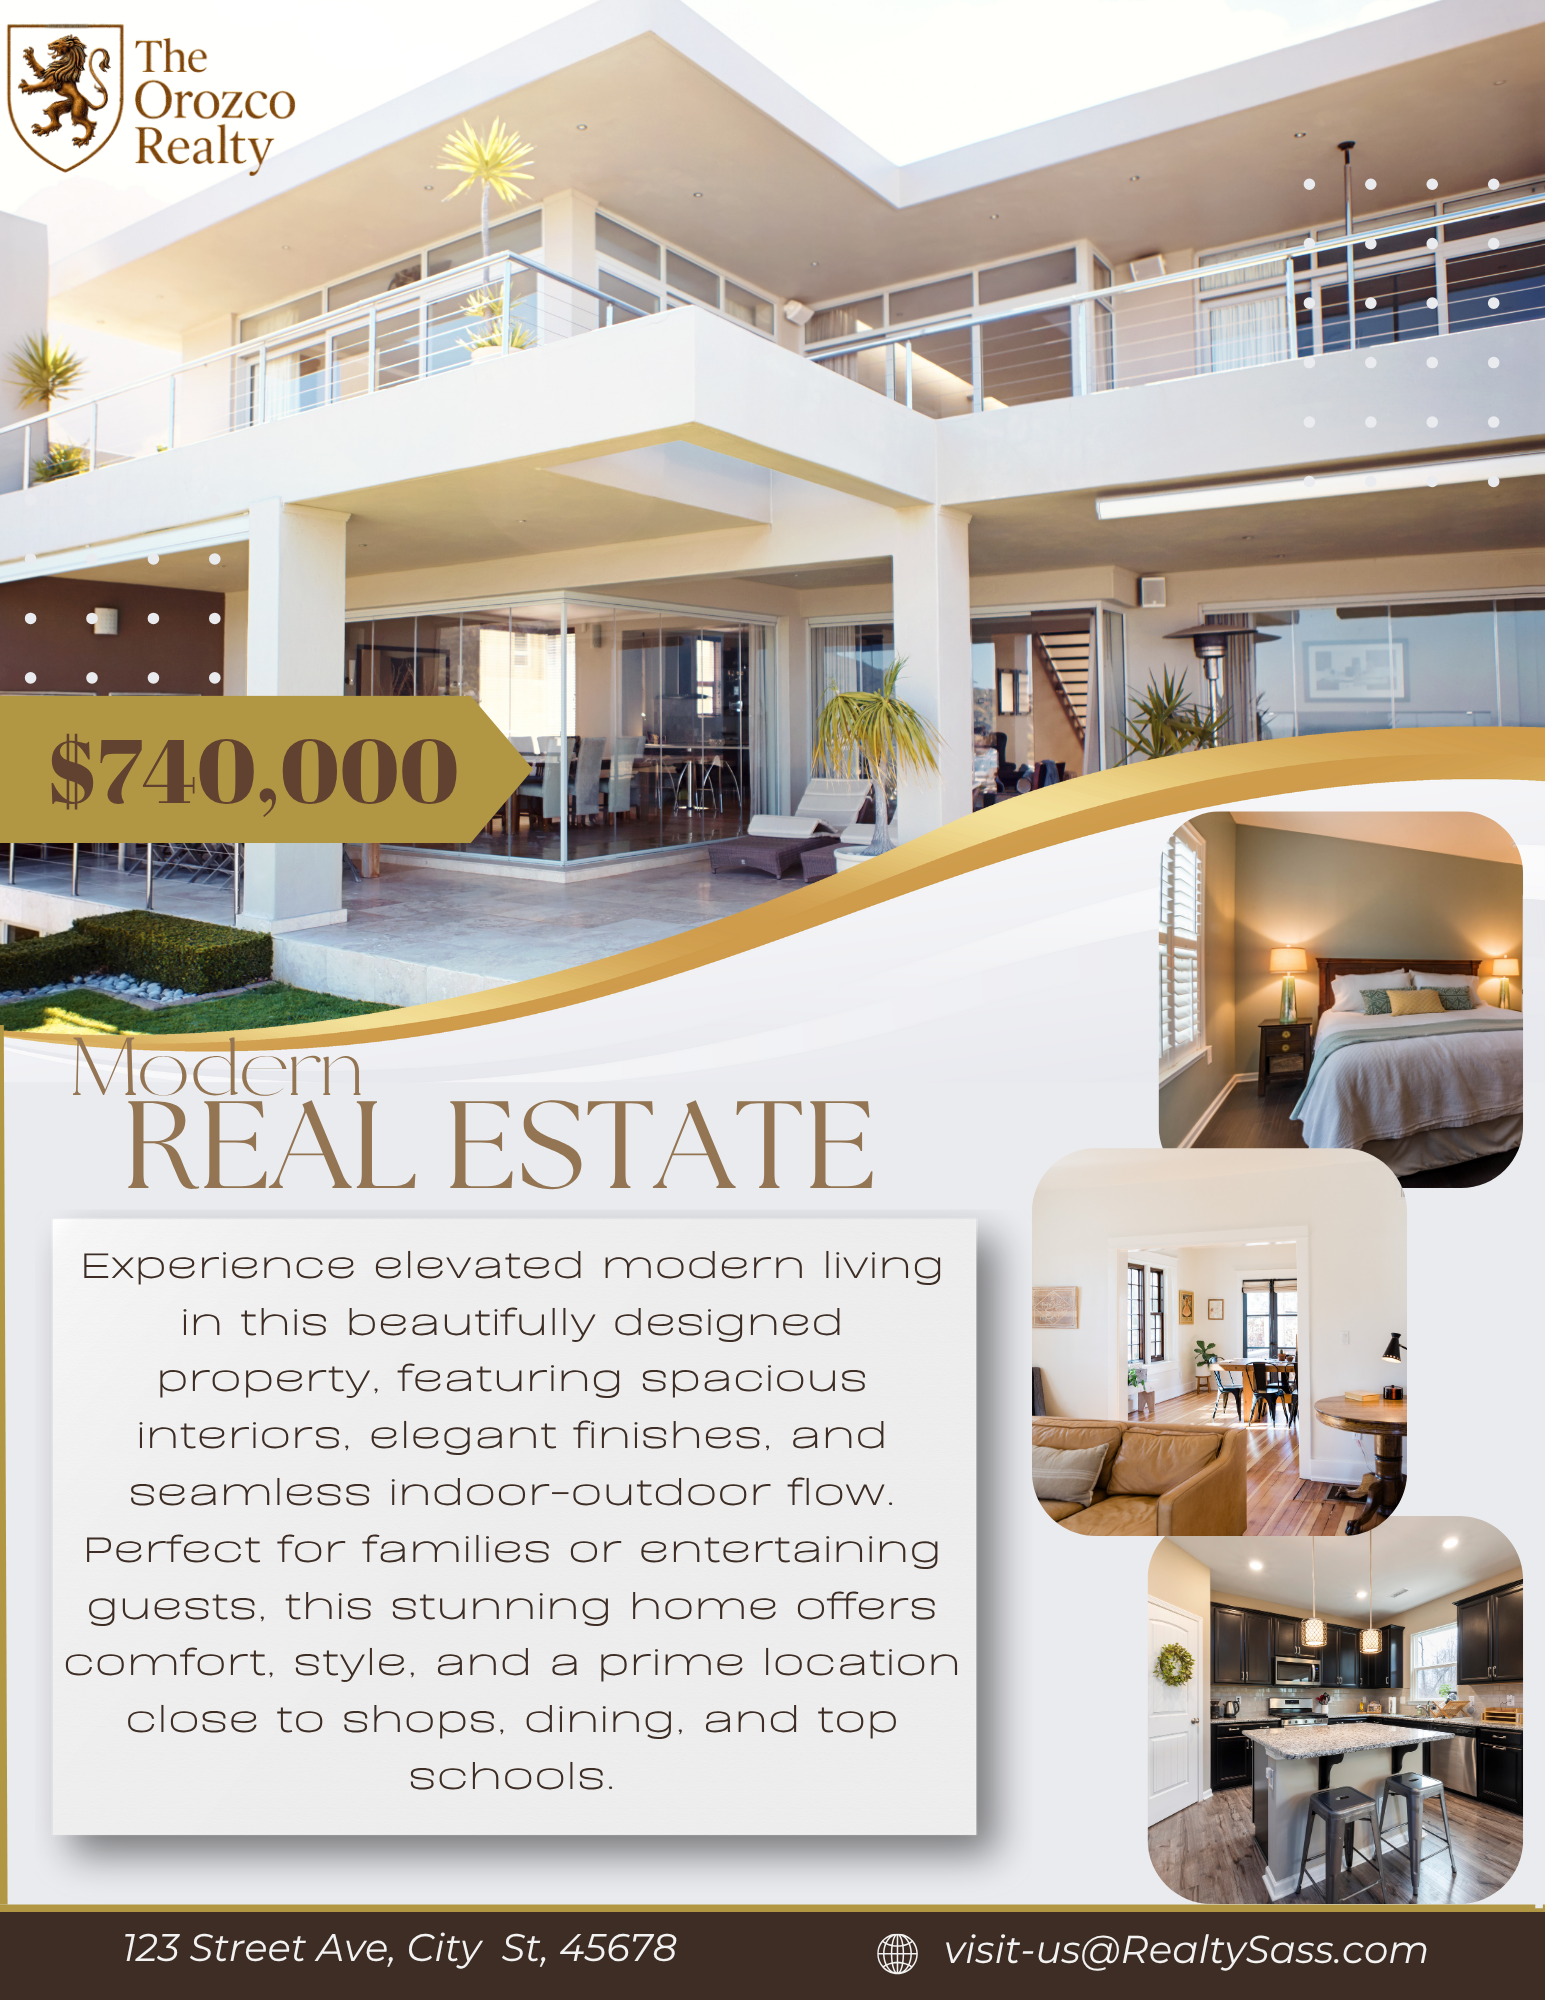 The
Orozco
Realty
$740,000
Modern
REAL ESTATE
Experience elevated modern living
in this beautifully designed
property, featuring spacious
interiors, elegant finishes, and
seamless indoor-outdoor flow.
Perfect for families or entertaining
guests, this stunning home offers
comfort, style, and a prime location
close to shops, dining, and top
schools.
123 Street Ave, City  St, 45678
visit-us@RealtySass.com